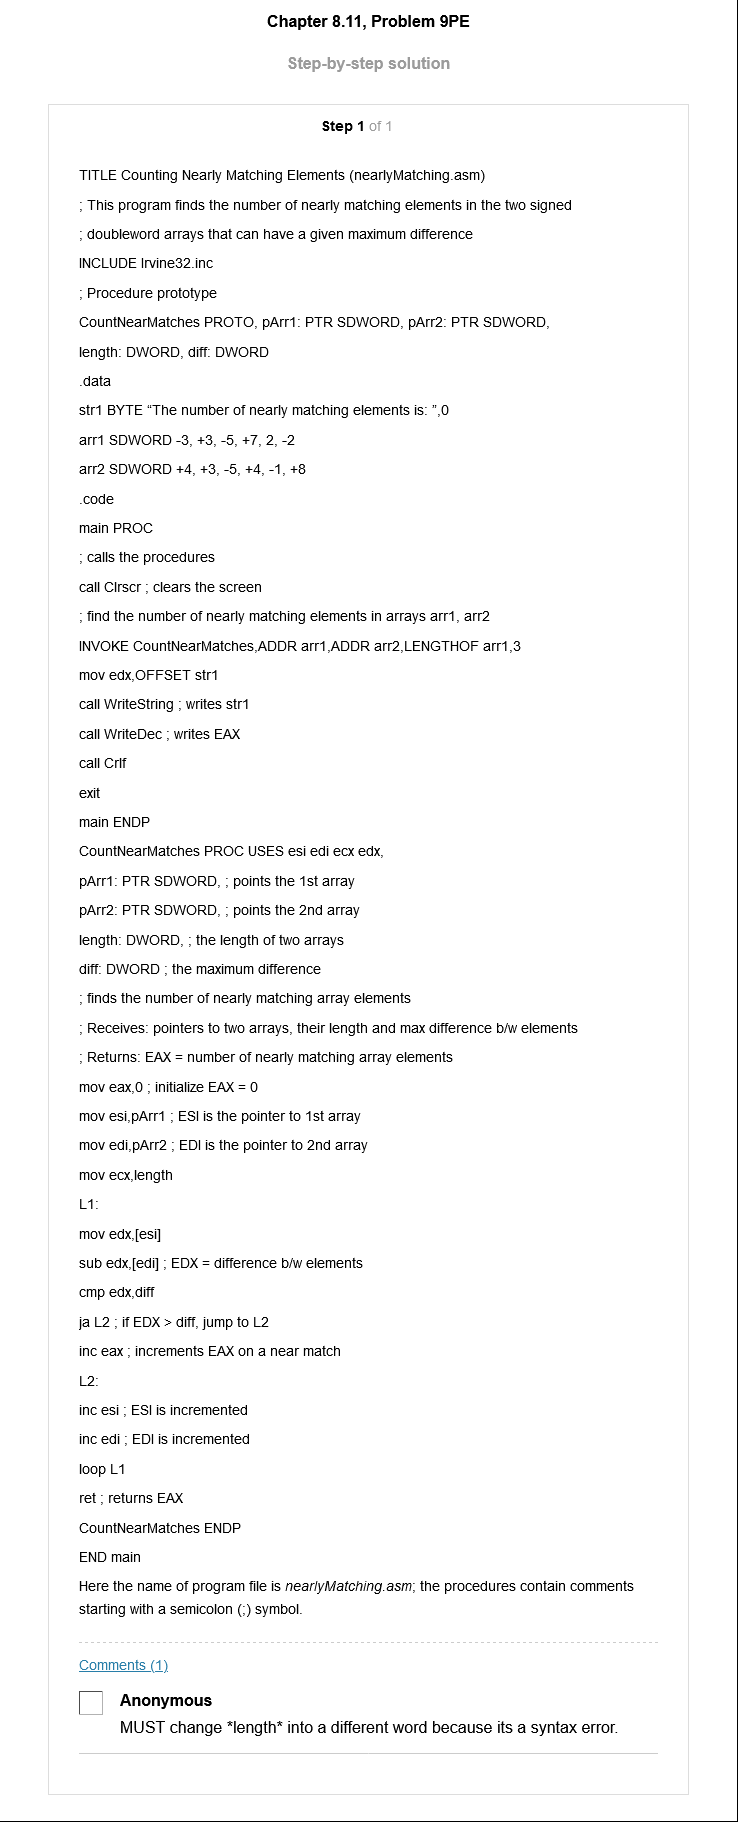 Chapter 8.11, Problem 9PE
Step-by-step solution
Step 1 of 1
TITLE Counting Nearly Matching Elements (nearlyMatching.asm)
; This program finds the number of nearly matching elements in the two signed
; doubleword arrays that can have a given maximum difference
INCLUDE Irvine32.inc
; Procedure prototype
CountNearMatches PROTO, pArr1: PTR SDWORD, pArr2: PTR SDWORD,
length: DWORD, diff: DWORD
.data
str1 BYTE “The number of nearly matching elements is: ”,0
arr1 SDWORD -3, +3, -5, +7, 2, -2
arr2 SDWORD +4, +3, -5, +4, -1, +8
.code
main PROC
; calls the procedures
call Clrscr ; clears the screen
; find the number of nearly matching elements in arrays arr1, arr2
INVOKE CountNearMatches,ADDR arr1,ADDR arr2,LENGTHOF arr1,3
mov edx,OFFSET str1
call WriteString ; writes str1
call WriteDec ; writes EAX
call Crlf
exit
main ENDP
CountNearMatches PROC USES esi edi ecx edx,
pArr1: PTR SDWORD, ; points the 1st array
pArr2: PTR SDWORD, ; points the 2nd array
length: DWORD, ; the length of two arrays
diff: DWORD ; the maximum difference
; finds the number of nearly matching array elements
; Receives: pointers to two arrays, their length and max difference b/w elements
; Returns: EAX = number of nearly matching array elements
mov eax,0 ; initialize EAX = 0
mov esi,pArr1 ; ESI is the pointer to 1st array
mov edi,pArr2 ; EDI is the pointer to 2nd array
mov ecx,length
L1:
mov edx,[esi]
sub edx,[edi] ; EDX = difference b/w elements
cmp edx,diff
ja L2 ; if EDX > diff, jump to L2
inc eax ; increments EAX on a near match
L2:
inc esi ; ESI is incremented
inc edi ; EDI is incremented
loop L1
ret ; returns EAX
CountNearMatches ENDP
END main
Here the name of program file is nearlyMatching.asm; the procedures contain comments
starting with a semicolon (;) symbol.
Comments (1)
Anonymous
MUST change *length* into a different word because its a syntax error.